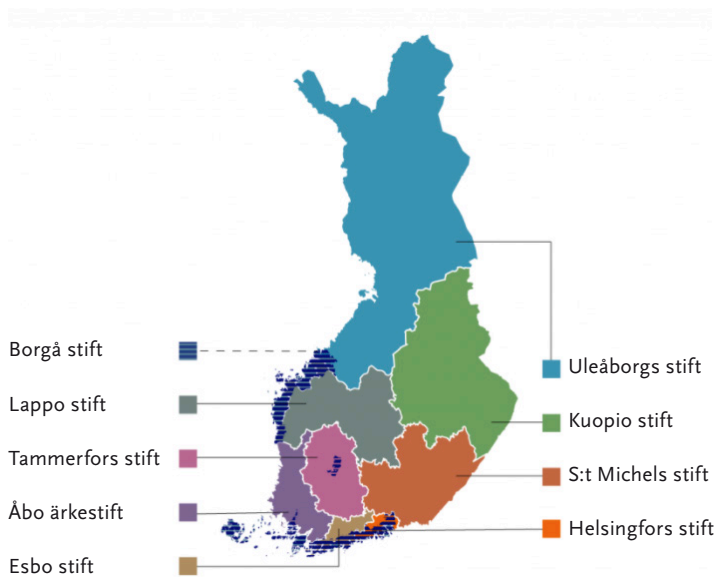 Borgå stift
Lappo stift
Tammerfors stift
Åbo ärkestift
Esbo stift
Uleåborgs stift
Kuopio stift
S:t Michels stift
Helsingfors stift